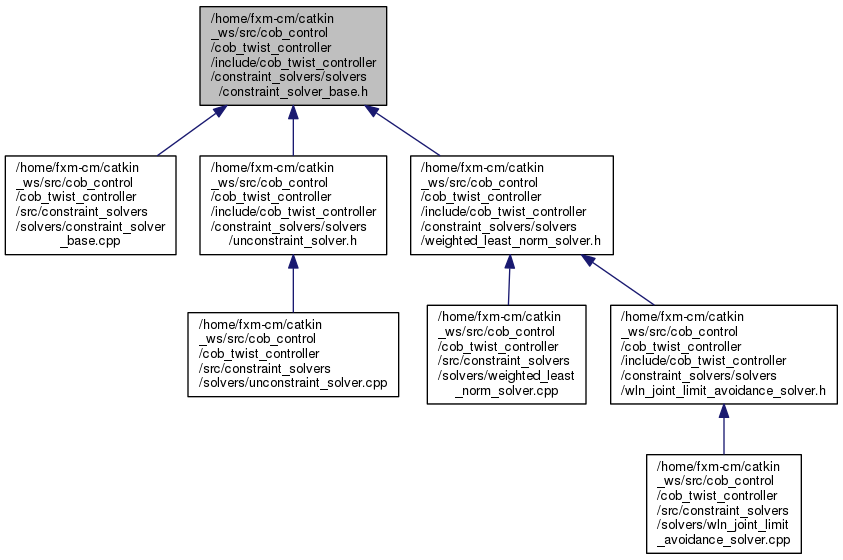 /home/fxm-cm/catkin
_ws/src/cob_control
/cob_twist_controller
/include/cob_twist_controller
/constraint_solvers/solvers
/constraint_solver_base.h
/home/fxm-cm/catkin
_ws/src/cob_control
/cob_twist_controller
/src/constraint_solvers
/solvers/constraint_solver
_base.cpp
/home/fxm-cm/catkin
_ws/src/cob_control
/cob_twist_controller
/include/cob_twist_controller
/constraint_solvers/solvers
/unconstraint_solver.h
/home/fxm-cm/catkin
_ws/src/cob_control
/cob_twist_controller
/include/cob_twist_controller
/constraint_solvers/solvers
/weighted_least_norm_solver.h
/home/fxm-cm/catkin
_ws/src/cob_control
/cob_twist_controller
/src/constraint_solvers
/solvers/unconstraint_solver.cpp
/home/fxm-cm/catkin
_ws/src/cob_control
/cob_twist_controller
/src/constraint_solvers
/solvers/weighted_least
_norm_solver.cpp
/home/fxm-cm/catkin
_ws/src/cob_control
/cob_twist_controller
/include/cob_twist_controller
/constraint_solvers/solvers
/wln_joint_limit_avoidance_solver.h
/home/fxm-cm/catkin
_ws/src/cob_control
/cob_twist_controller
/src/constraint_solvers
/solvers/wln_joint_limit
_avoidance_solver.cpp